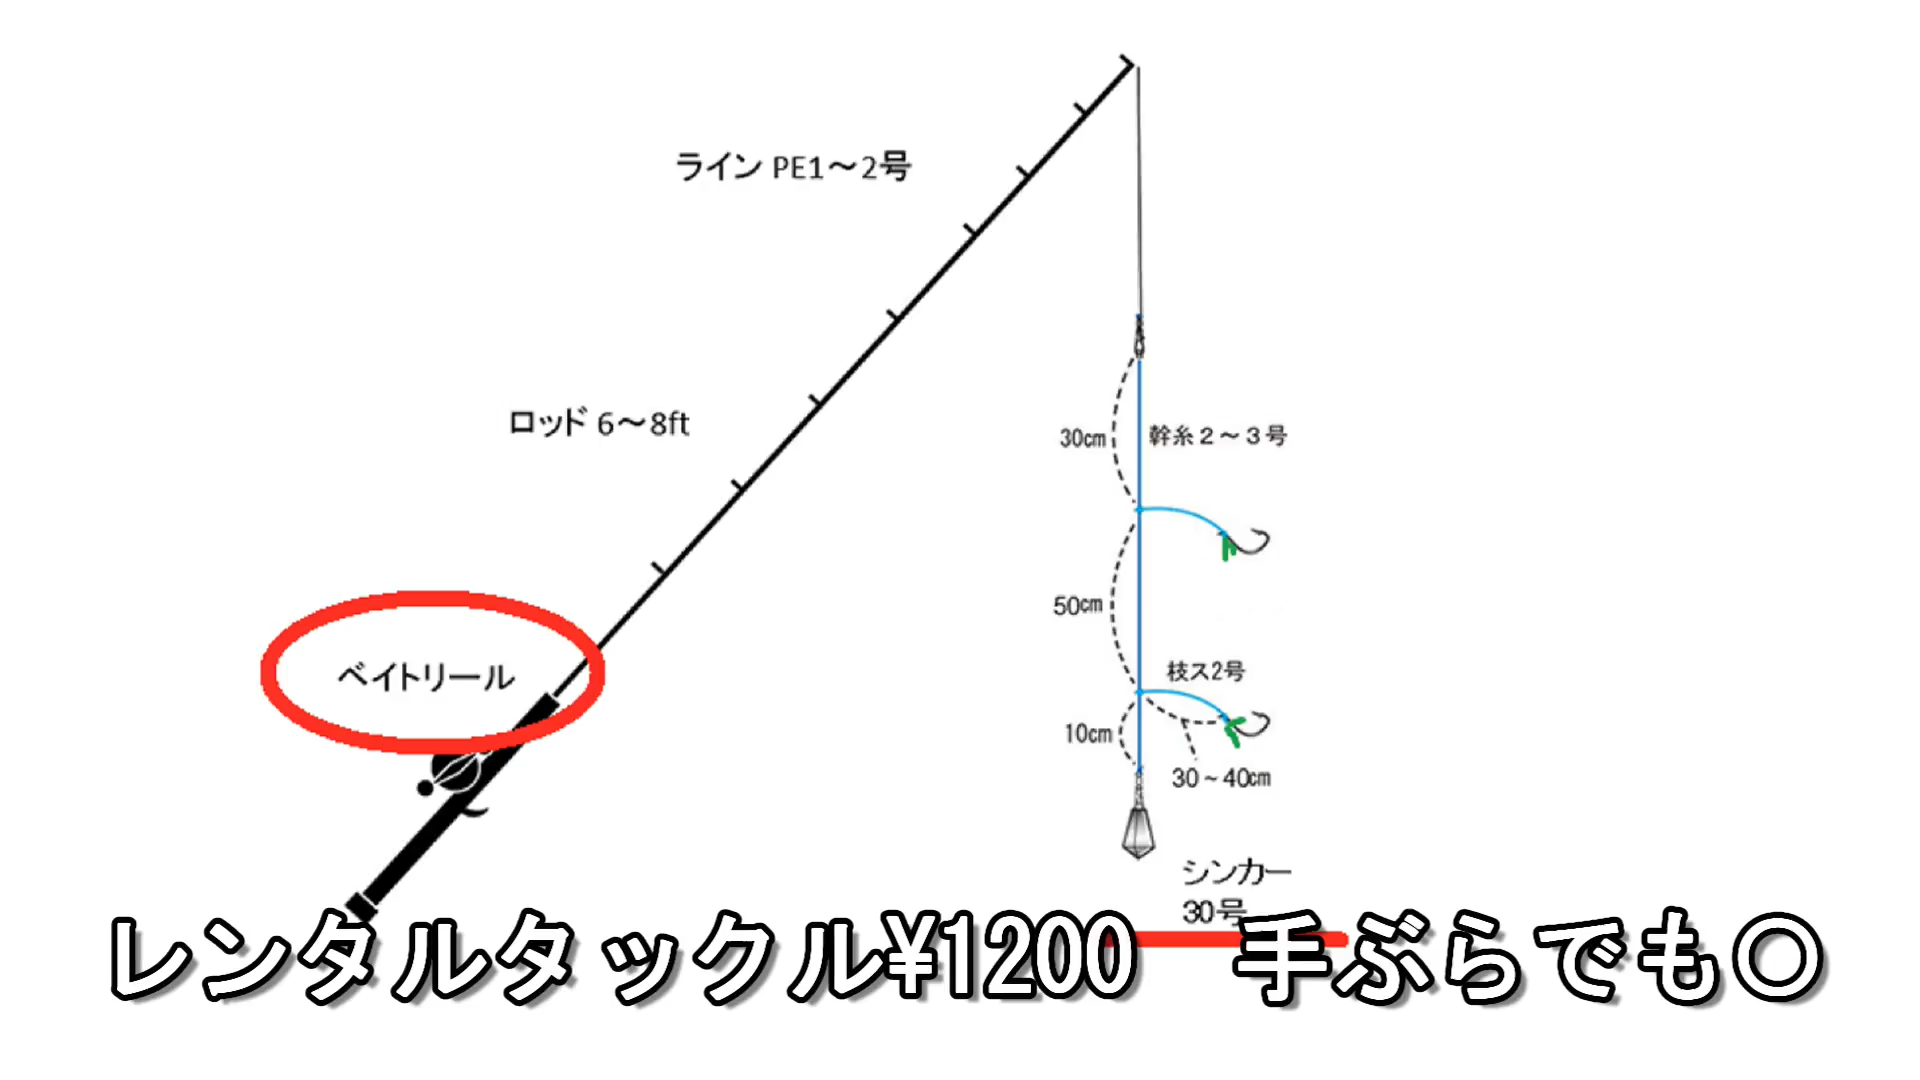 ライン PE1～2号
ロッド 6～8ft
30cm
幹糸２～３号
50cm
ベイトリール
枝ス2号
10cm
30～40cm
シンカー
30号
レンタルタックル¥1200　手ぶらでも〇